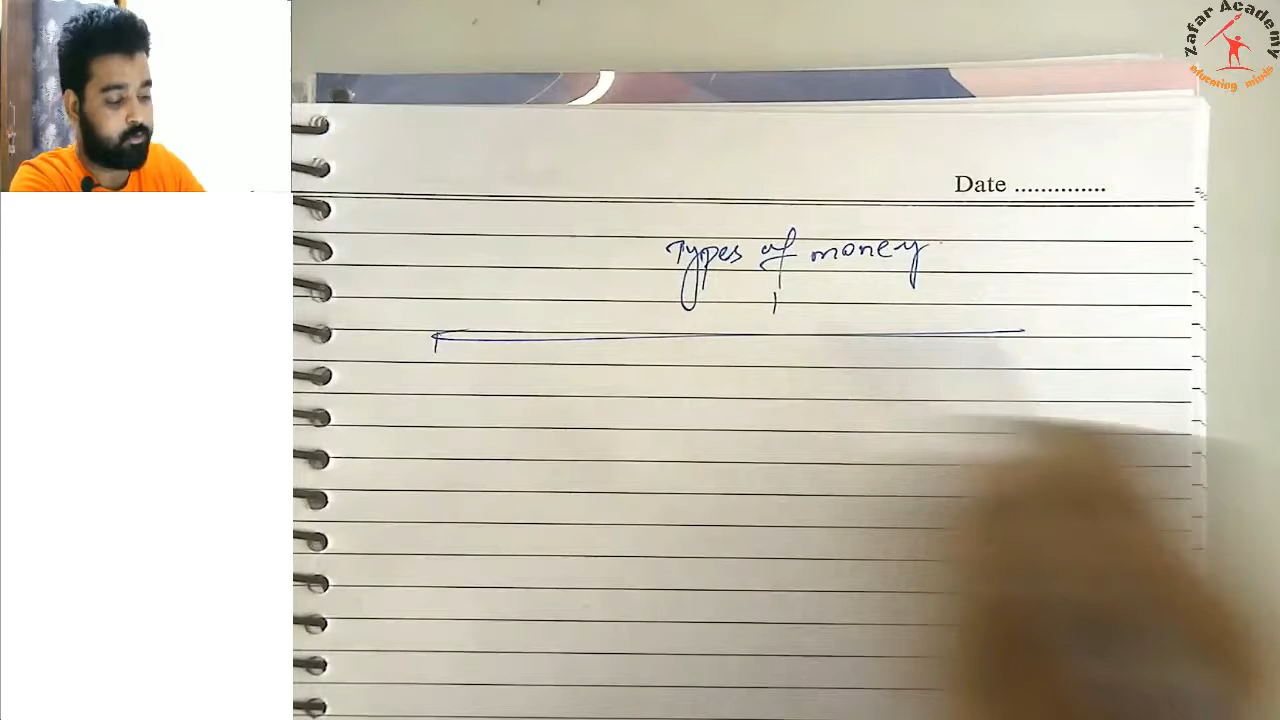 Zafar Academy
educating minds
Date ..............
Types of money